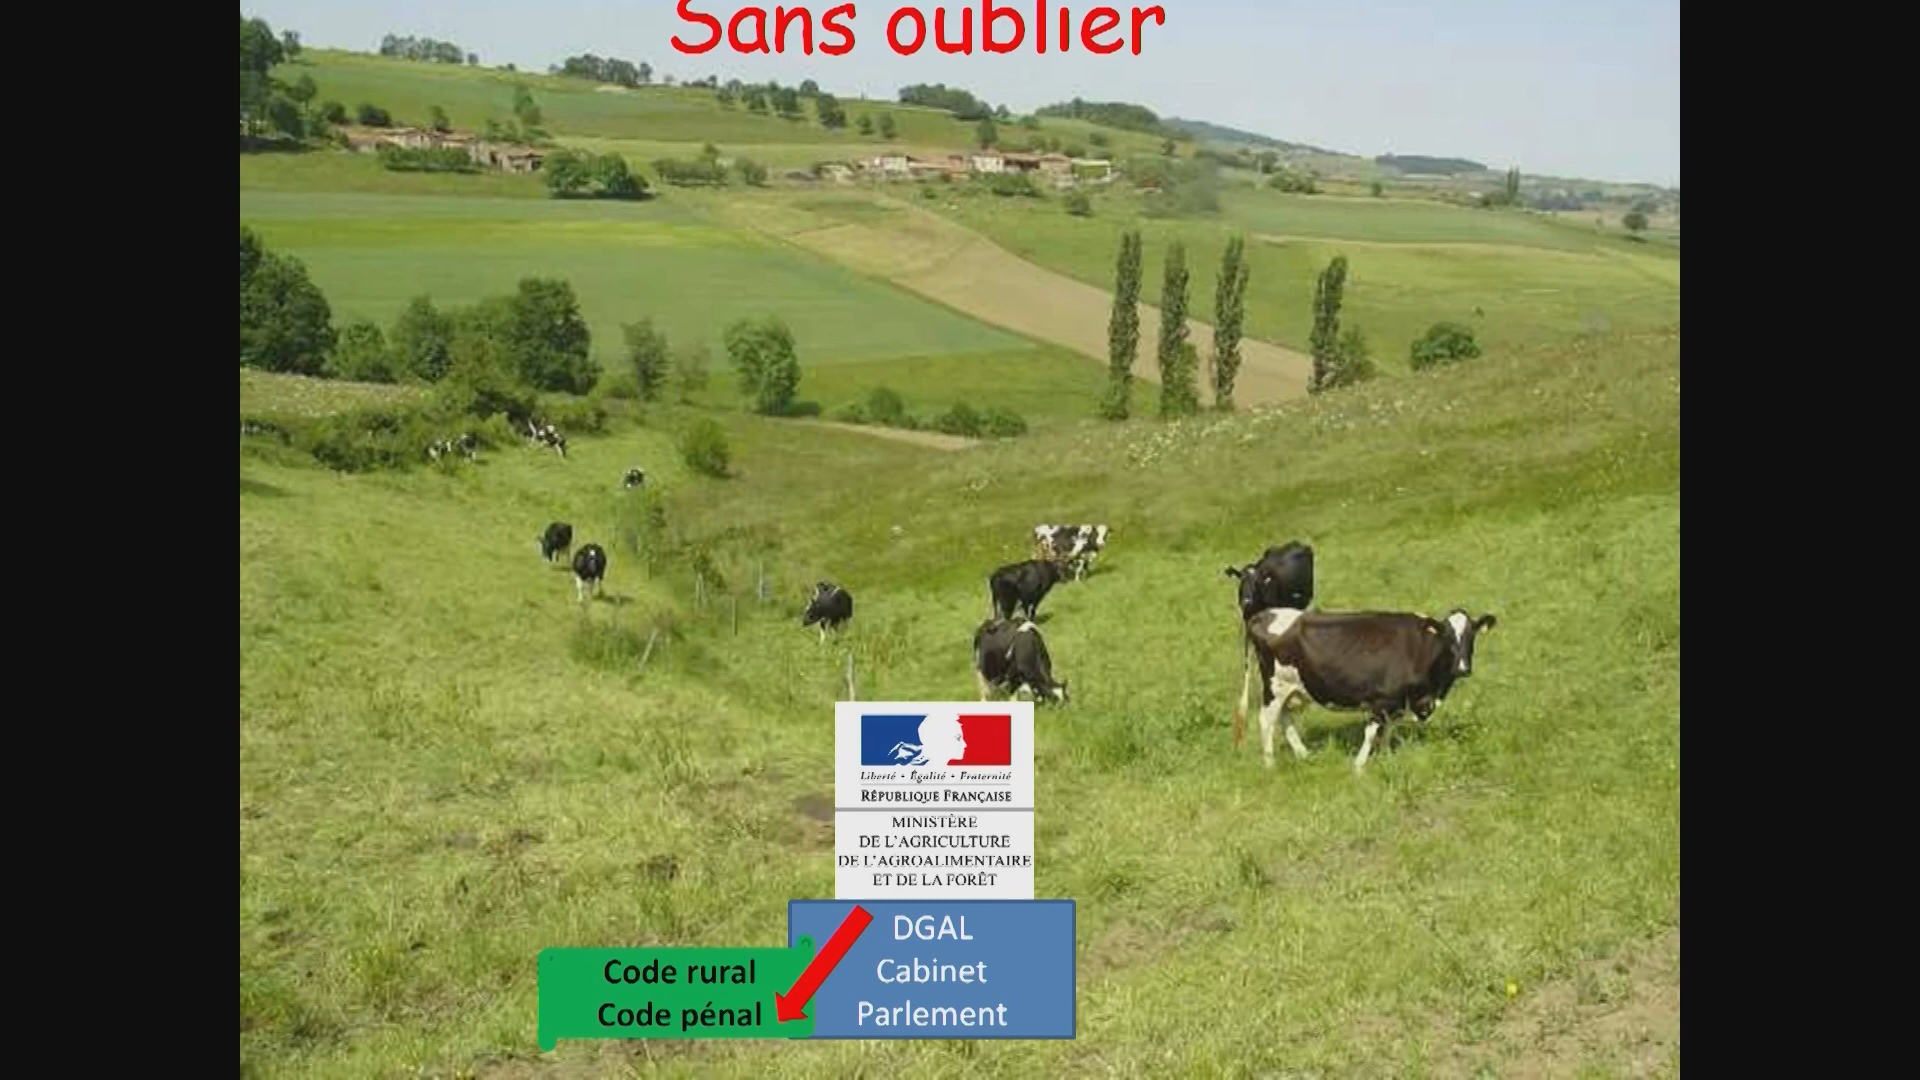 Sans oublier
Liberté • Égalité • Fraternité
RÉPUBLIQUE FRANÇAISE
MINISTÈRE
DE L'AGRICULTURE
DE L'AGROALIMENTAIRE
ET DE LA FORÊT
DGAL
Cabinet
Parlement
Code rural
Code pénal